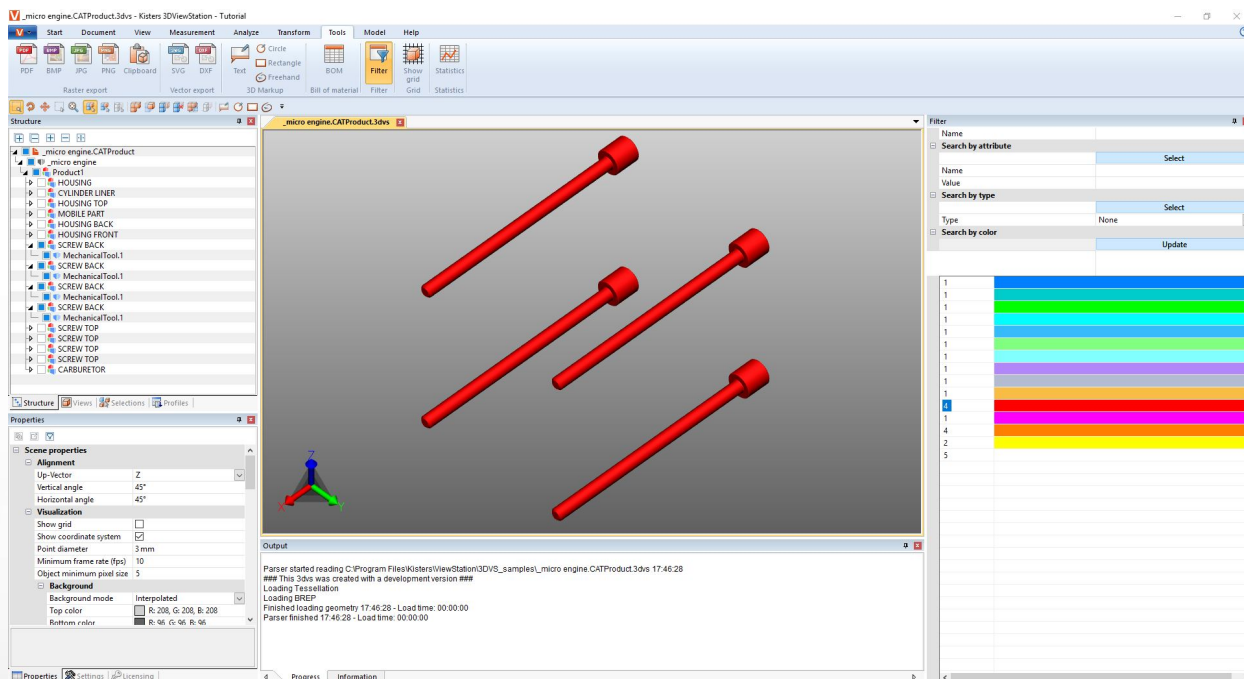 _micro engine.CATProduct.3dvs - Kisters 3DViewStation - Tutorial
Start Document View Measurement Analyze Transform Tools Model Help
PDF BMP JPG PNG Clipboard SVG DXF Text Circle Rectangle Freehand BOM Filter Show grid Statistics
Raster export Vector export 3D Markup Bill of material Filter Grid Statistics
Structure
_micro engine.CATProduct
_micro engine
Product1
HOUSING
CYLINDER LINER
HOUSING TOP
MOBILE PART
HOUSING BACK
HOUSING FRONT
SCREW BACK
MechanicalTool.1
SCREW BACK
MechanicalTool.1
SCREW BACK
MechanicalTool.1
SCREW BACK
MechanicalTool.1
SCREW TOP
SCREW TOP
SCREW TOP
SCREW TOP
CARBURETOR
Structure Views Selections Profiles
Properties
Scene properties
Alignment
Up-Vector Z
Vertical angle 45°
Horizontal angle 45°
Visualization
Show grid
Show coordinate system
Point diameter 3 mm
Minimum frame rate (fps) 10
Object minimum pixel size 5
Background
Background mode Interpolated
Top color R: 208, G: 208, B: 208
Bottom color R: 96, G: 96, B: 96
Properties Settings Licensing
_micro engine.CATProduct.3dvs
Z
X
Y
Output
Parser started reading C:\Program Files\Kisters\ViewStation\3DVS_samples\_micro engine.CATProduct.3dvs 17:46:28
### This 3dvs was created with a development version ###
Loading Tessellation
Loading BREP
Finished loading geometry 17:46:28 - Load time: 00:00:00
Parser finished 17:46:28 - Load time: 00:00:00
Progress Information
Filter
Name
Search by attribute
Select
Name
Value
Search by type
Select
Type None
Search by color
Update
1
1
1
1
1
1
1
1
1
1
4
1
4
2
5